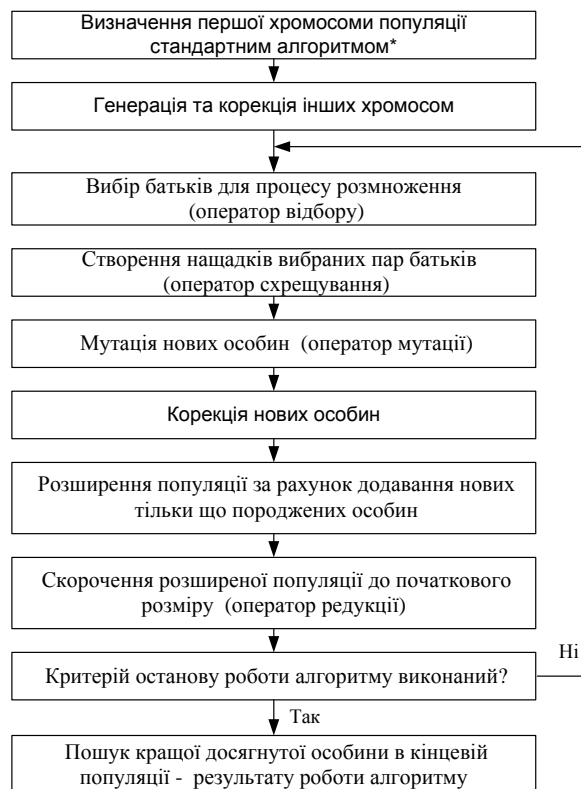 Визначення першої хромосоми популяції
стандартним алгоритмом*
Генерація та корекція інших хромосом
Вибір батьків для процесу розмноження
(оператор відбору)
Створення нащадків вибраних пар батьків
(оператор схрещування)
Мутація нових особин (оператор мутації)
Корекція нових особин
Розширення популяції за рахунок додавання нових
тільки що породжених особин
Скорочення розширеної популяції до початкового
розміру (оператор редукції)
Ні
Критерій останову роботи алгоритму виконаний?
Так
Пошук кращої досягнутої особини в кінцевій
популяції - результату роботи алгоритму